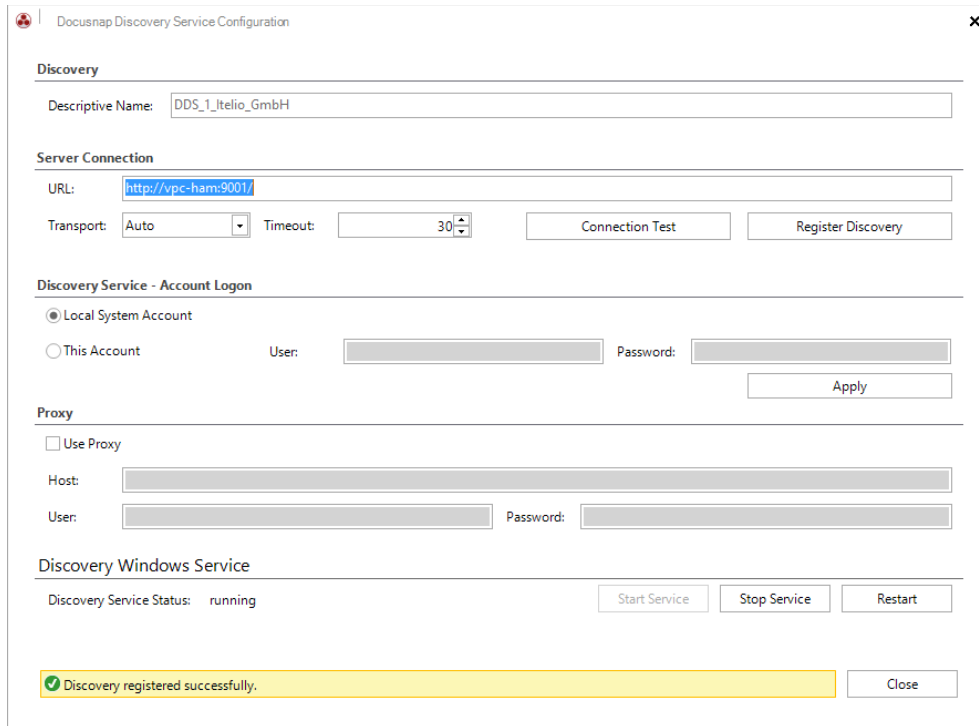 Docusnap Discovery Service Configuration
Discovery
Descriptive Name: DDS_1_Itelio_GmbH
Server Connection
URL: http://vpc-ham:9001/
Transport: Auto Timeout: 30 Connection Test Register Discovery
Discovery Service - Account Logon
Local System Account
This Account User: Password:
Apply
Proxy
Use Proxy
Host:
User: Password:
Discovery Windows Service
Discovery Service Status: running Start Service Stop Service Restart
Discovery registered successfully. Close